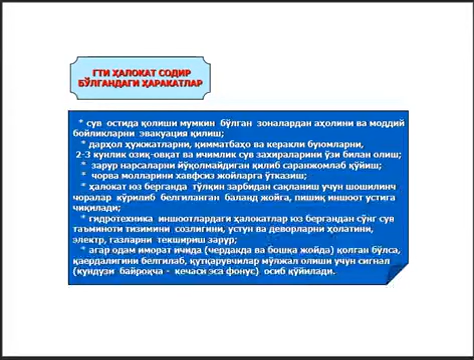 ГТИ ҲАЛОКАТ СОДИР
БЎЛГАНДАГИ ҲАРАКАТЛАР
* сув остида қолиши мумкин бўлган зоналардан аҳолини ва моддий
бойликларни эвакуация қилиш;
* дарҳол ҳужжатларни, қимматбаҳо ва керакли буюмларни,
2-3 кунлик озиқ-овқат ва ичимлик сув захираларини ўзи билан олиш;
* зарур нарсаларни йўқолмайдиган қилиб саранжомлаб қўйиш;
* чорва молларини хавфсиз жойларга ўтказиш;
* ҳалокат юз берганда тўлқин зарбидан сақланиш учун шошилинч
чоралар кўрилиб белгиланган баланд жойга, пишиқ иншоот устига
чиқилади;
* гидротехника иншоотлардаги ҳалокатлар юз бергандан сўнг сув
таъминоти тизимини созлигини, устун ва деворларни ҳолатини,
электр, газларни текшириш зарур;
* агар одам иморат ичида (чердакда ва бошқа жойда) қолган бўлса,
қаердалигини белгилаб, қутқарувчилар мўлжал олиши учун сигнал
(кундузи байроқча - кечаси эса фонус) осиб қўйилади.